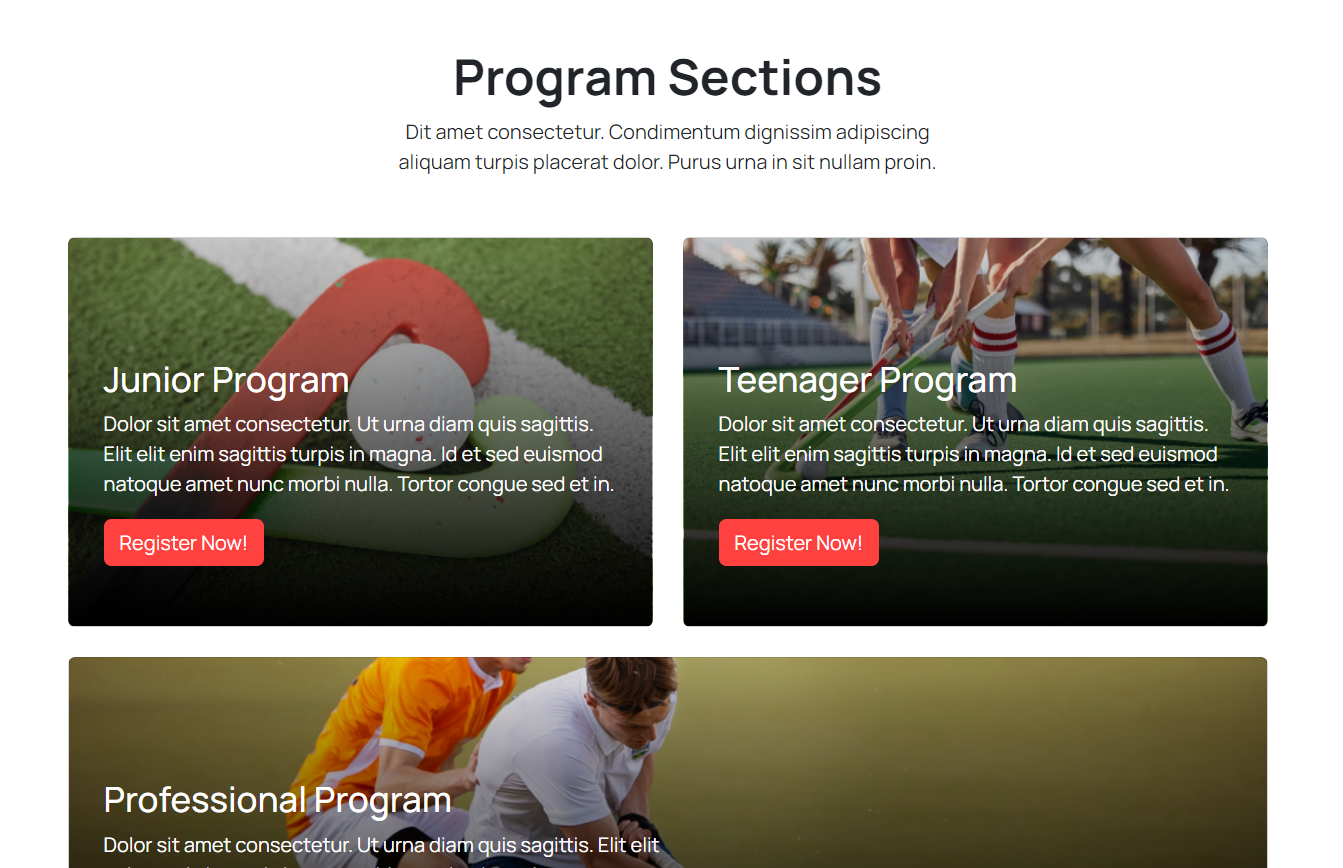 Program Sections
Dit amet consectetur. Condimentum dignissim adipiscing
aliquam turpis placerat dolor. Purus urna in sit nullam proin.
Junior Program
Dolor sit amet consectetur. Ut urna diam quis sagittis.
Elit elit enim sagittis turpis in magna. Id et sed euismod
natoque amet nunc morbi nulla. Tortor congue sed et in.
Register Now!
Teenager Program
Dolor sit amet consectetur. Ut urna diam quis sagittis.
Elit elit enim sagittis turpis in magna. Id et sed euismod
natoque amet nunc morbi nulla. Tortor congue sed et in.
Register Now!
Professional Program
Dolor sit amet consectetur. Ut urna diam quis sagittis. Elit elit